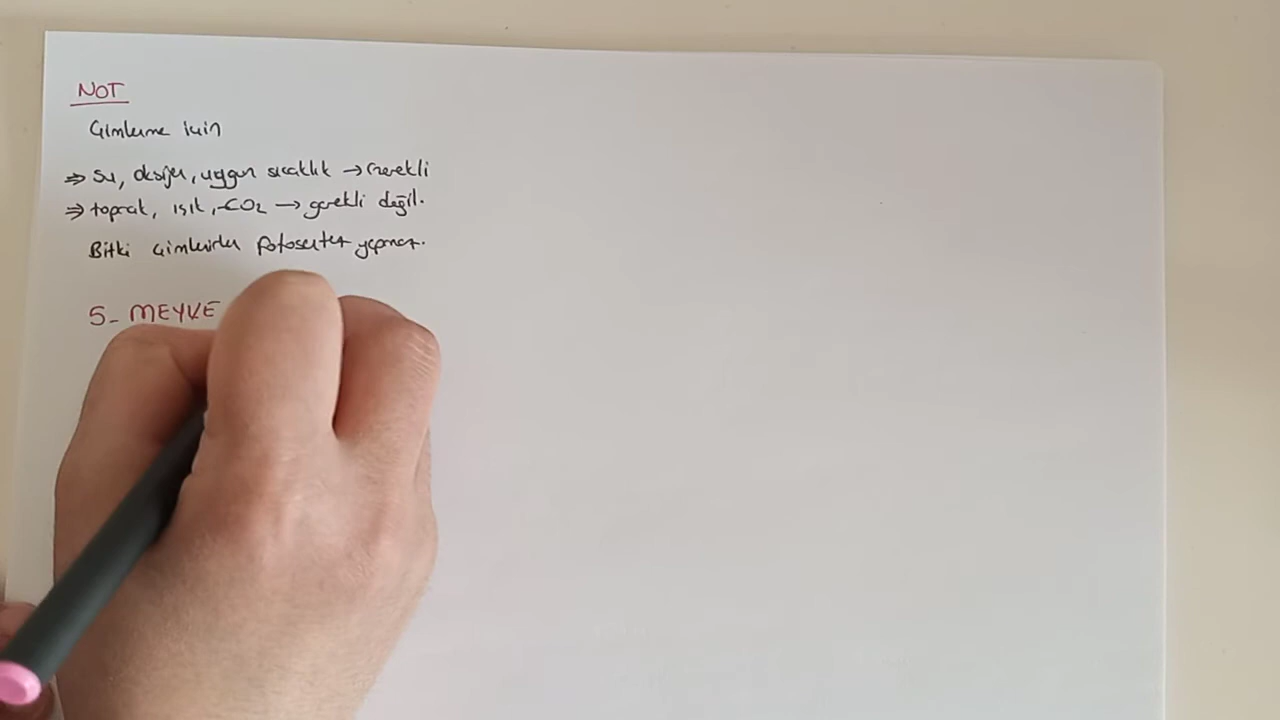 NOT
Çimlenme için
⇒ Su, oksijen, uygun sıcaklık → Gerekli
⇒ toprak, ışık, CO2 → gerekli değil.
Bitki çimlenirken fotosentez yapmaz.
5- MEYVE